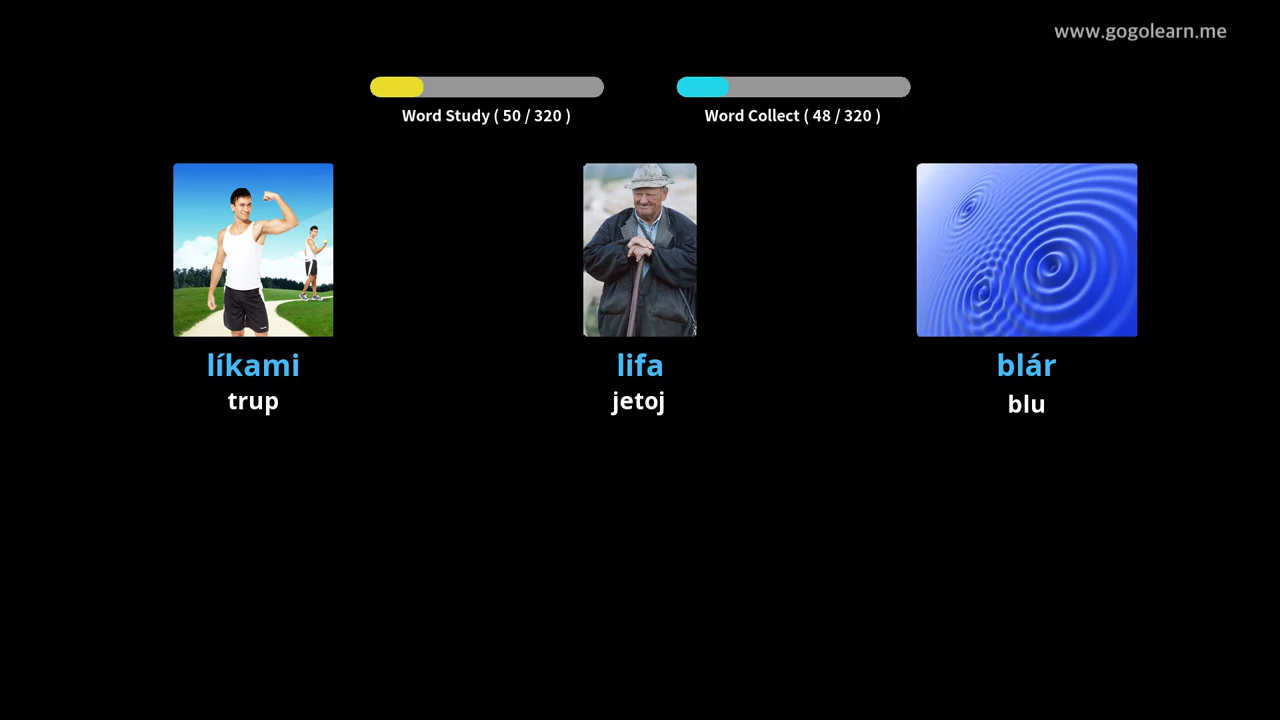 www.gogolearn.me
Word Study ( 50 / 320 )
Word Collect ( 48 / 320 )
líkami
trup
lifa
jetoj
blár
blu